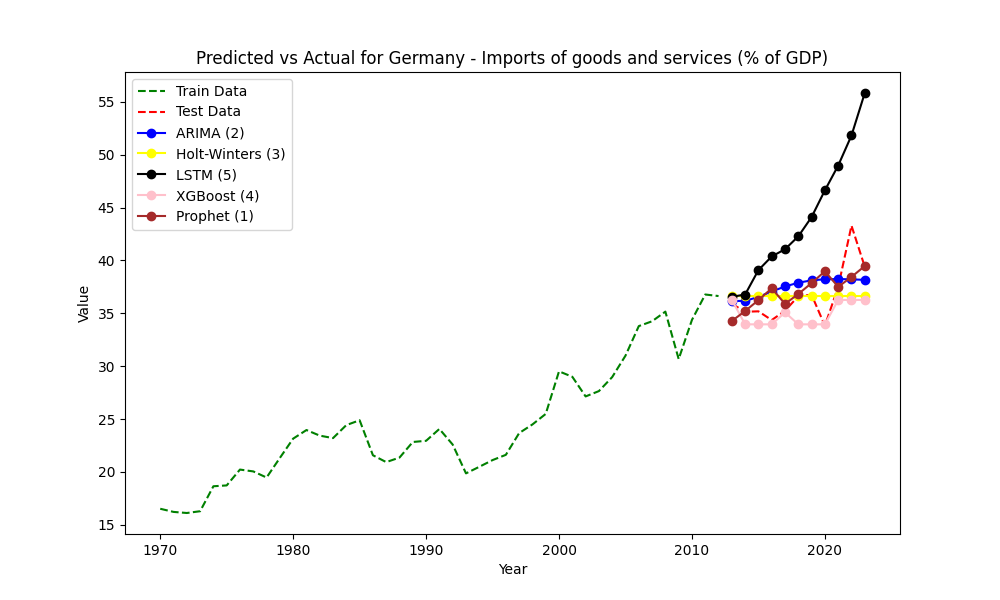 Predicted vs Actual for Germany - Imports of goods and services (% of GDP)
Train Data
Test Data
ARIMA (2)
Holt-Winters (3)
LSTM (5)
XGBoost (4)
Prophet (1)
Value
55
50
45
40
35
30
25
20
15
1970
1980
1990
2000
2010
2020
Year